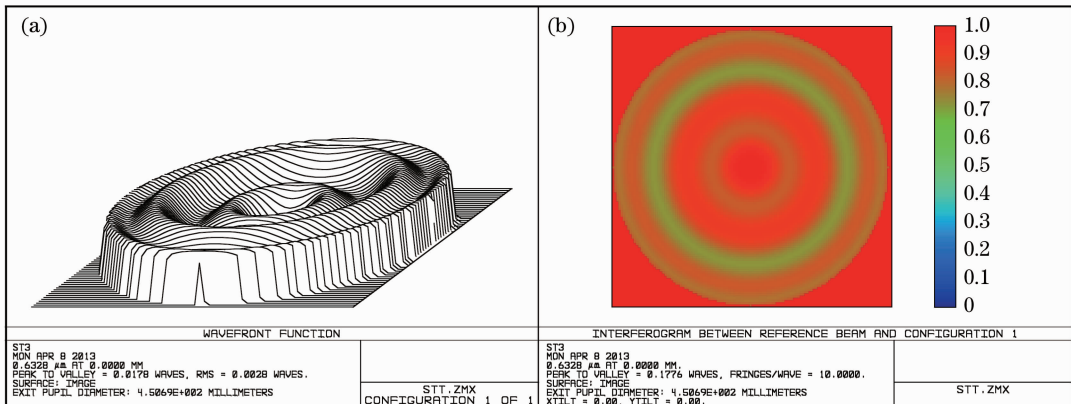 (a)
WAVEFRONT FUNCTION
ST3
MON APR 8 2013
0.6328 µm AT 0.0000 MM
PEAK TO VALLEY = 0.0178 WAVES, RMS = 0.0028 WAVES.
SURFACE: IMAGE
EXIT PUPIL DIAMETER: 4.5069E+002 MILLIMETERS
STT.ZMX
CONFIGURATION 1 OF 1
(b)
1.0
0.9
0.8
0.7
0.6
0.5
0.4
0.3
0.2
0.1
0
INTERFEROGRAM BETWEEN REFERENCE BEAM AND CONFIGURATION 1
ST3
MON APR 8 2013
0.6328 µm AT 0.0000 MM.
PEAK TO VALLEY = 0.1776 WAVES, FRINGES/WAVE = 10.0000.
SURFACE: IMAGE
EXIT PUPIL DIAMETER: 4.5069E+002 MILLIMETERS
XTILT = 0.00, YTILT = 0.00.
STT.ZMX